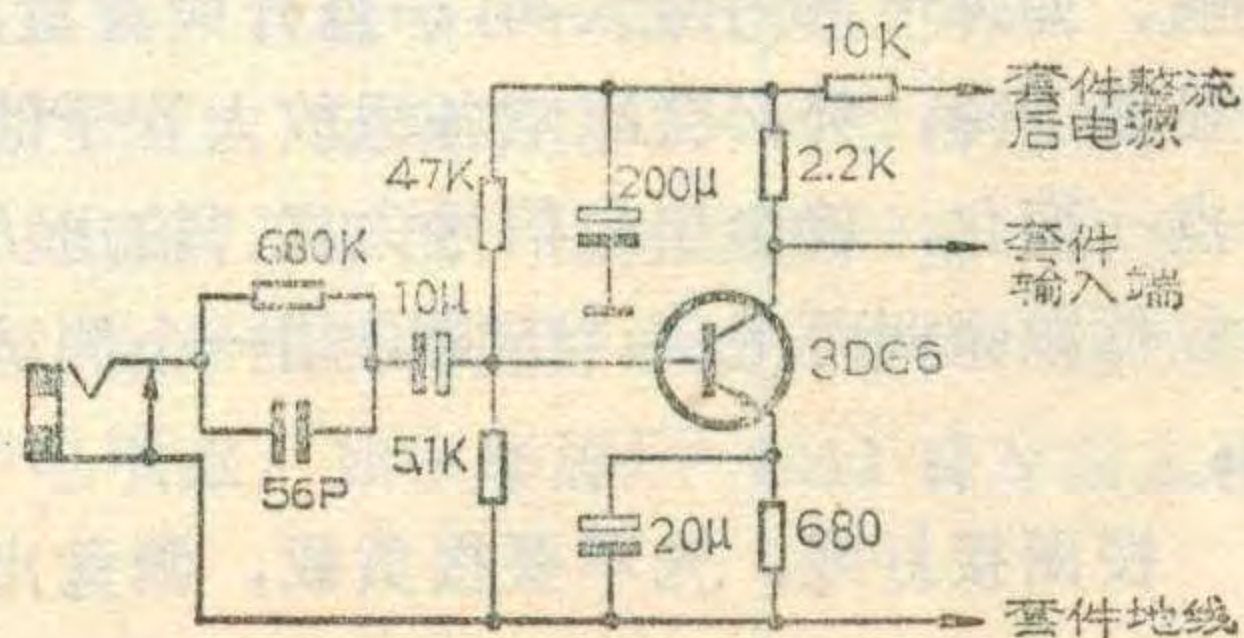 10K
套件整流
后电源
47K
200μ
2.2K
680K
套件
输入端
10μ
3DG6
56P
5.1K
20μ
680
套件地线